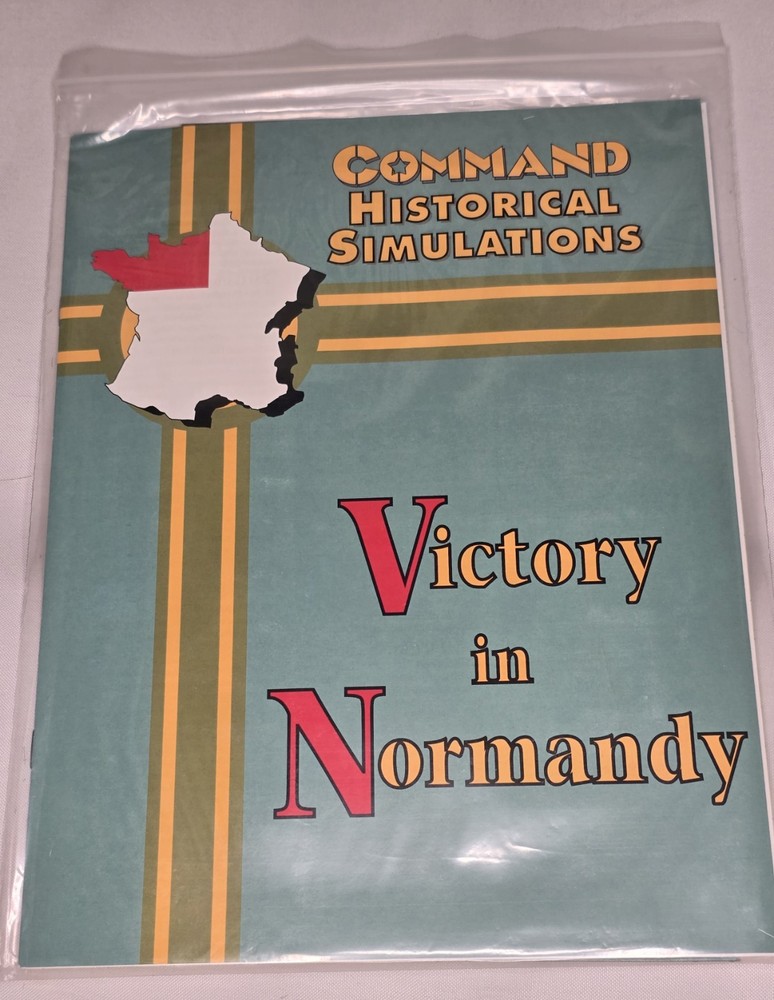 COMMAND
HISTORICAL
SIMULATIONS
Victory
in
Normandy